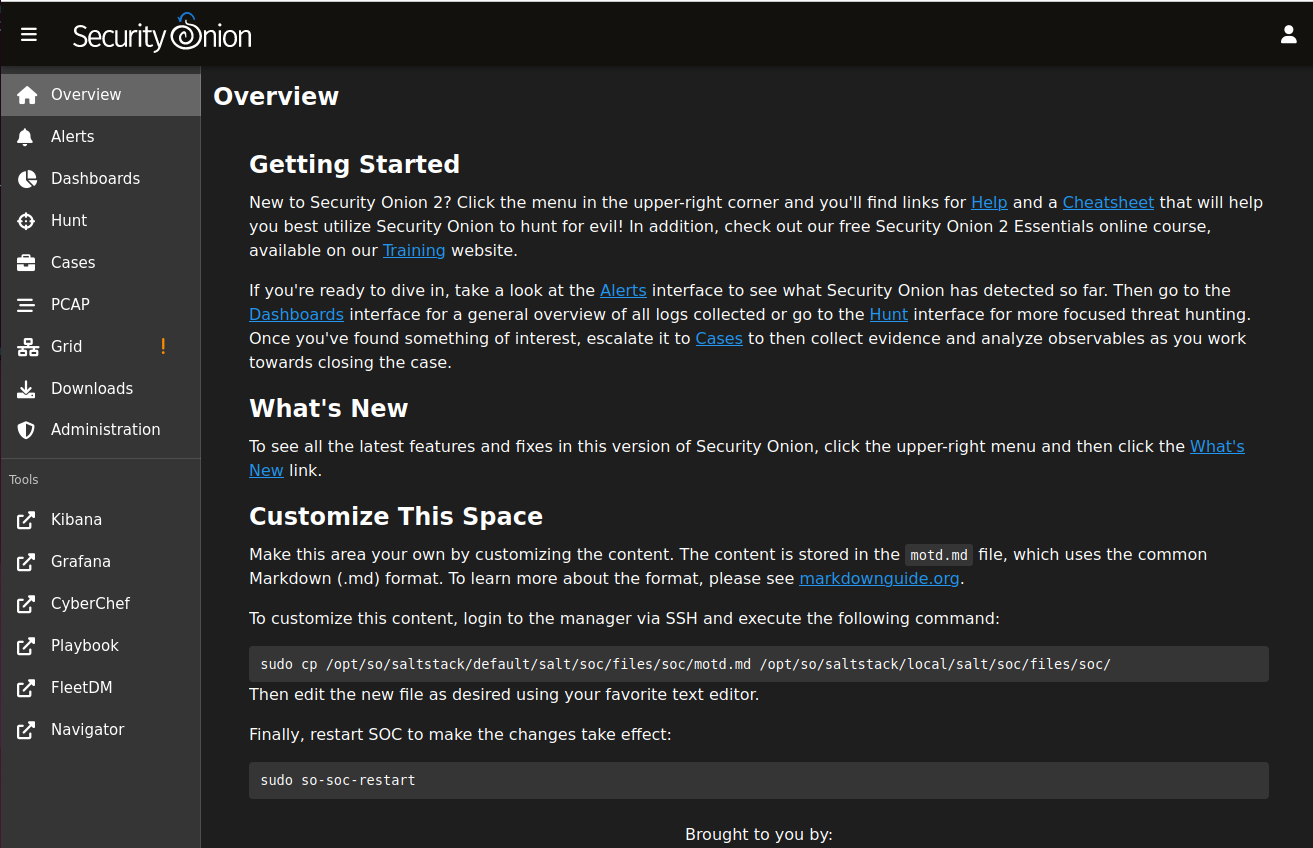 Security Onion
Overview
Alerts
Dashboards
Hunt
Cases
PCAP
Grid !
Downloads
Administration
Tools
Kibana
Grafana
CyberChef
Playbook
FleetDM
Navigator
Overview
Getting Started
New to Security Onion 2? Click the menu in the upper-right corner and you'll find links for Help and a Cheatsheet that will help
you best utilize Security Onion to hunt for evil! In addition, check out our free Security Onion 2 Essentials online course,
available on our Training website.
If you're ready to dive in, take a look at the Alerts interface to see what Security Onion has detected so far. Then go to the
Dashboards interface for a general overview of all logs collected or go to the Hunt interface for more focused threat hunting.
Once you've found something of interest, escalate it to Cases to then collect evidence and analyze observables as you work
towards closing the case.
What's New
To see all the latest features and fixes in this version of Security Onion, click the upper-right menu and then click the What's
New link.
Customize This Space
Make this area your own by customizing the content. The content is stored in the motd.md file, which uses the common
Markdown (.md) format. To learn more about the format, please see markdownguide.org.
To customize this content, login to the manager via SSH and execute the following command:
sudo cp /opt/so/saltstack/default/salt/soc/files/soc/motd.md /opt/so/saltstack/local/salt/soc/files/soc/
Then edit the new file as desired using your favorite text editor.
Finally, restart SOC to make the changes take effect:
sudo so-soc-restart
Brought to you by: